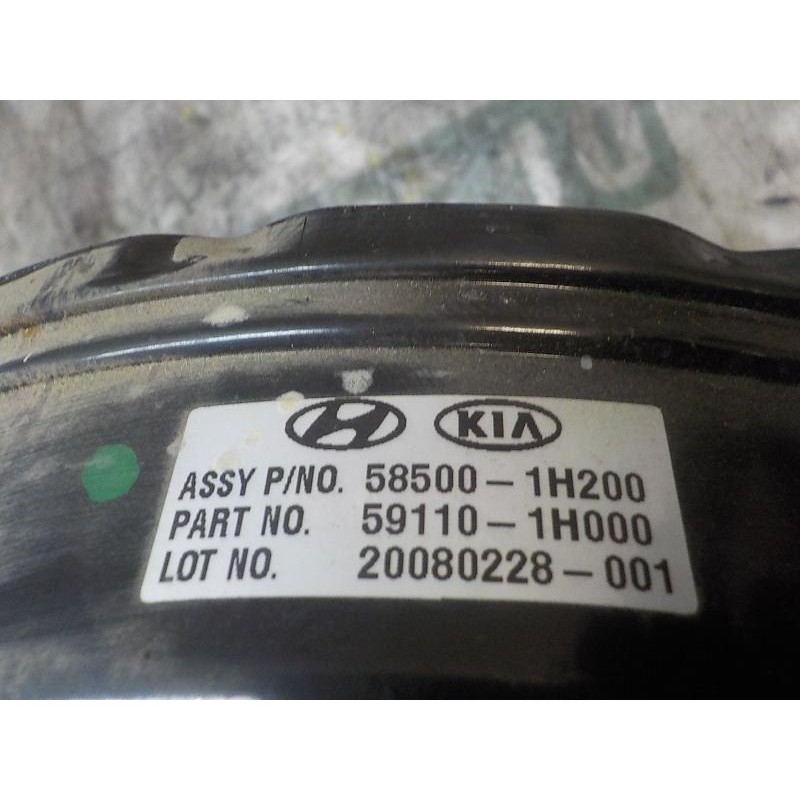 KIA
ASSY P/NO. 58500-1H200
PART NO. 59110-1H000
LOT NO. 20080228-001